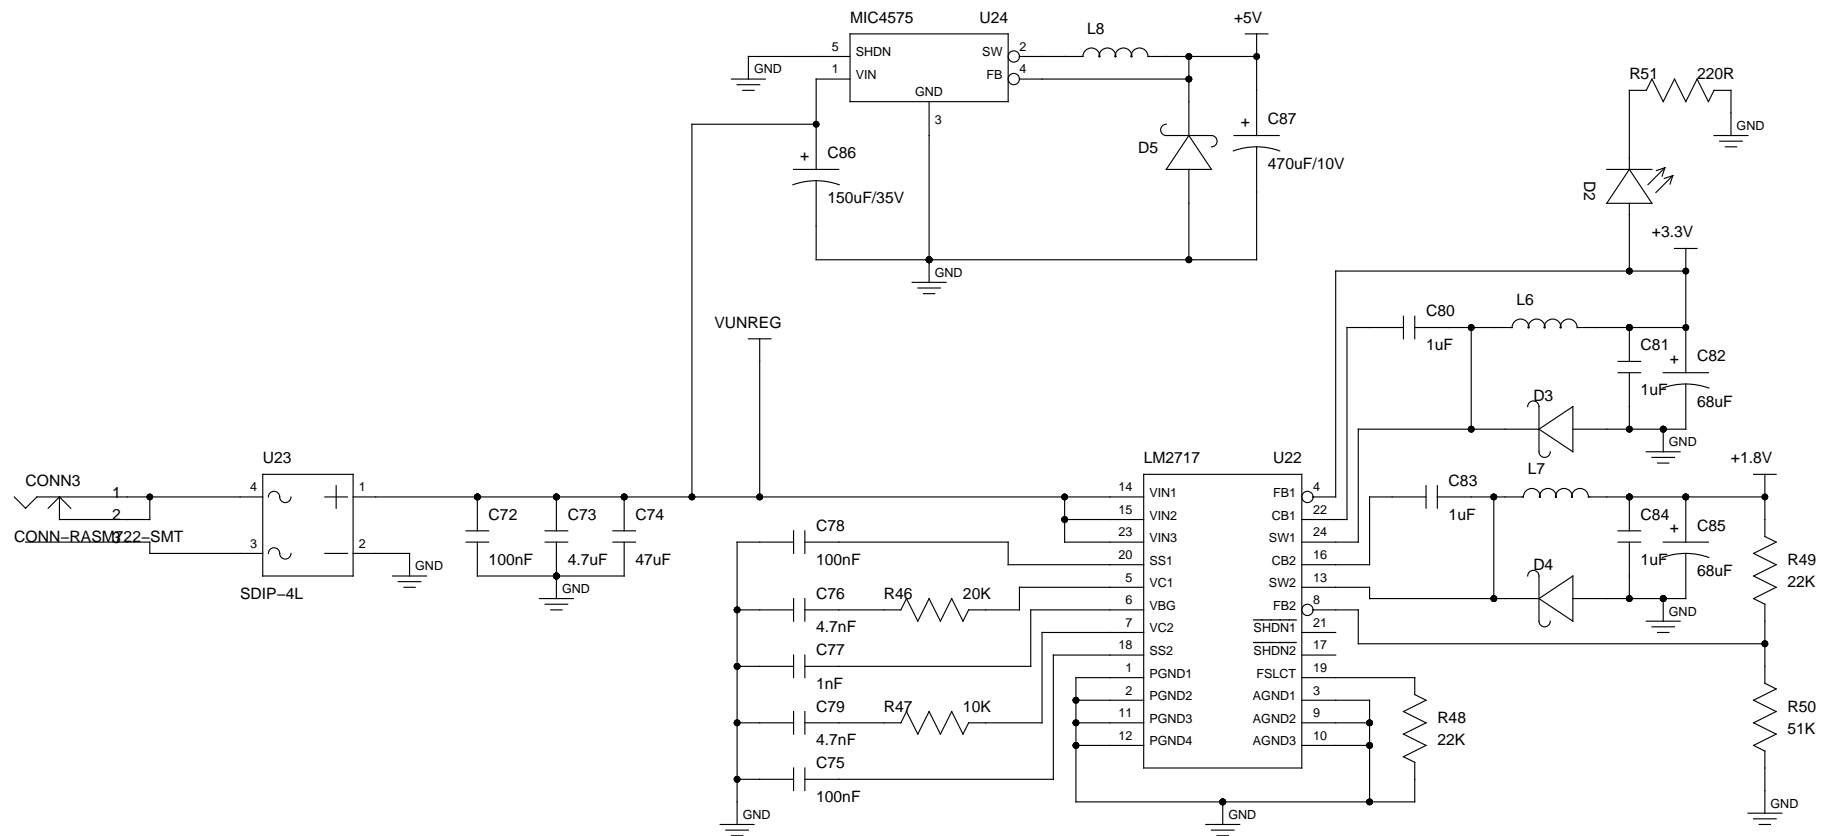 MIC4575 U24
5 SHDN SW 2
1 VIN FB 4
GND
3
GND
L8
+5V
C86
+
150uF/35V
D5
+
C87
470uF/10V
GND
R51 220R
GND
D2
+3.3V
VUNREG
C80
1uF
L6
C81
1uF
+
C82
68uF
D3
GND
U23
CONN3
1
2
3
CONN-RASM722-SMT
4 1
3 2
SDIP-4L
GND
C72
100nF
C73
4.7uF
C74
47uF
GND
C78
100nF
C76
4.7nF
R46 20K
C77
1nF
C79
4.7nF
R47 10K
C75
100nF
GND
LM2717 U22
14 VIN1 FB1 4
15 VIN2 CB1 22
23 VIN3 SW1 24
20 SS1 CB2 16
5 VC1 SW2 13
6 VBG FB2 8
7 VC2 SHDN1 21
18 SS2 SHDN2 17
1 PGND1 FSLCT 19
2 PGND2 AGND1 3
11 PGND3 AGND2 9
12 PGND4 AGND3 10
GND
R48
22K
C83
1uF
L7
+1.8V
C84
1uF
+
C85
68uF
D4
GND
R49
22K
R50
51K
GND